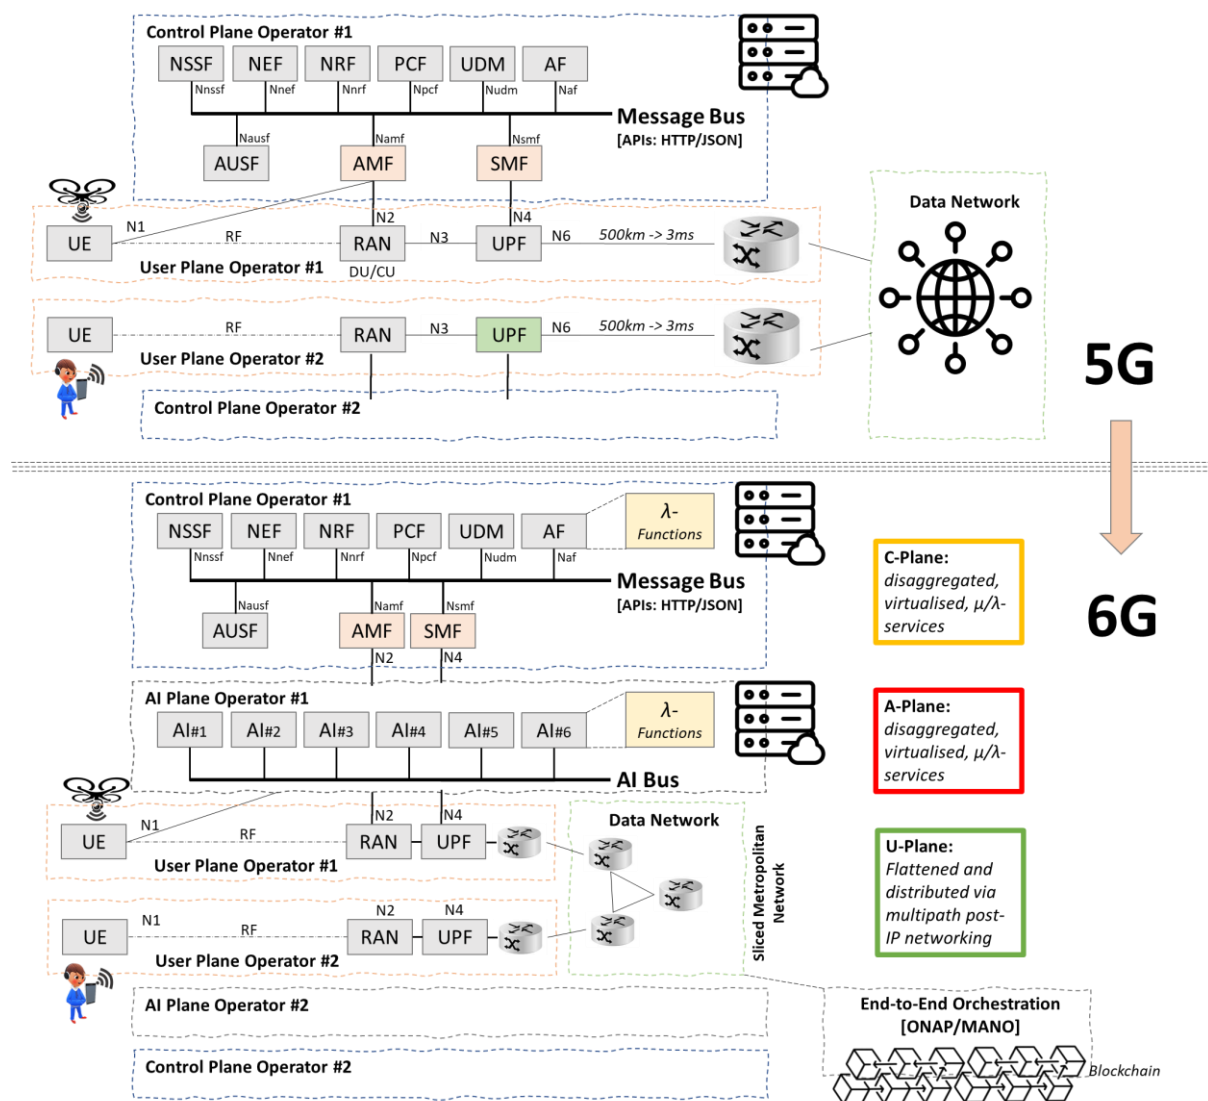 Control Plane Operator #1
NSSF NEF NRF PCF UDM AF
Nnssf Nnef Nnrf Npcf Nudm Naf
Message Bus
[APIs: HTTP/JSON]
Nausf Namf Nsmf
AUSF AMF SMF
Data Network
N1 N2 N4
UE RF RAN N3 UPF N6 500km -> 3ms
User Plane Operator #1 DU/CU
UE RF RAN N3 UPF N6 500km -> 3ms
User Plane Operator #2
5G
Control Plane Operator #2
Control Plane Operator #1
NSSF NEF NRF PCF UDM AF
λ-
Functions
Nnssf Nnef Nnrf Npcf Nudm Naf
Message Bus
[APIs: HTTP/JSON]
Nausf Namf Nsmf
AUSF AMF SMF
N2 N4
C-Plane:
disaggregated,
virtualised, μ/λ-
services
6G
AI Plane Operator #1
AI#1 AI#2 AI#3 AI#4 AI#5 AI#6
λ-
Functions
AI Bus
A-Plane:
disaggregated,
virtualised, μ/λ-
services
N1 N2 N4
UE RF RAN UPF
User Plane Operator #1
Data Network
Sliced Metropolitan
Network
U-Plane:
Flattened and
distributed via
multipath post-
IP networking
N1 N2 N4
UE RF RAN UPF
User Plane Operator #2
AI Plane Operator #2
End-to-End Orchestration
[ONAP/MANO]
Control Plane Operator #2
Blockchain